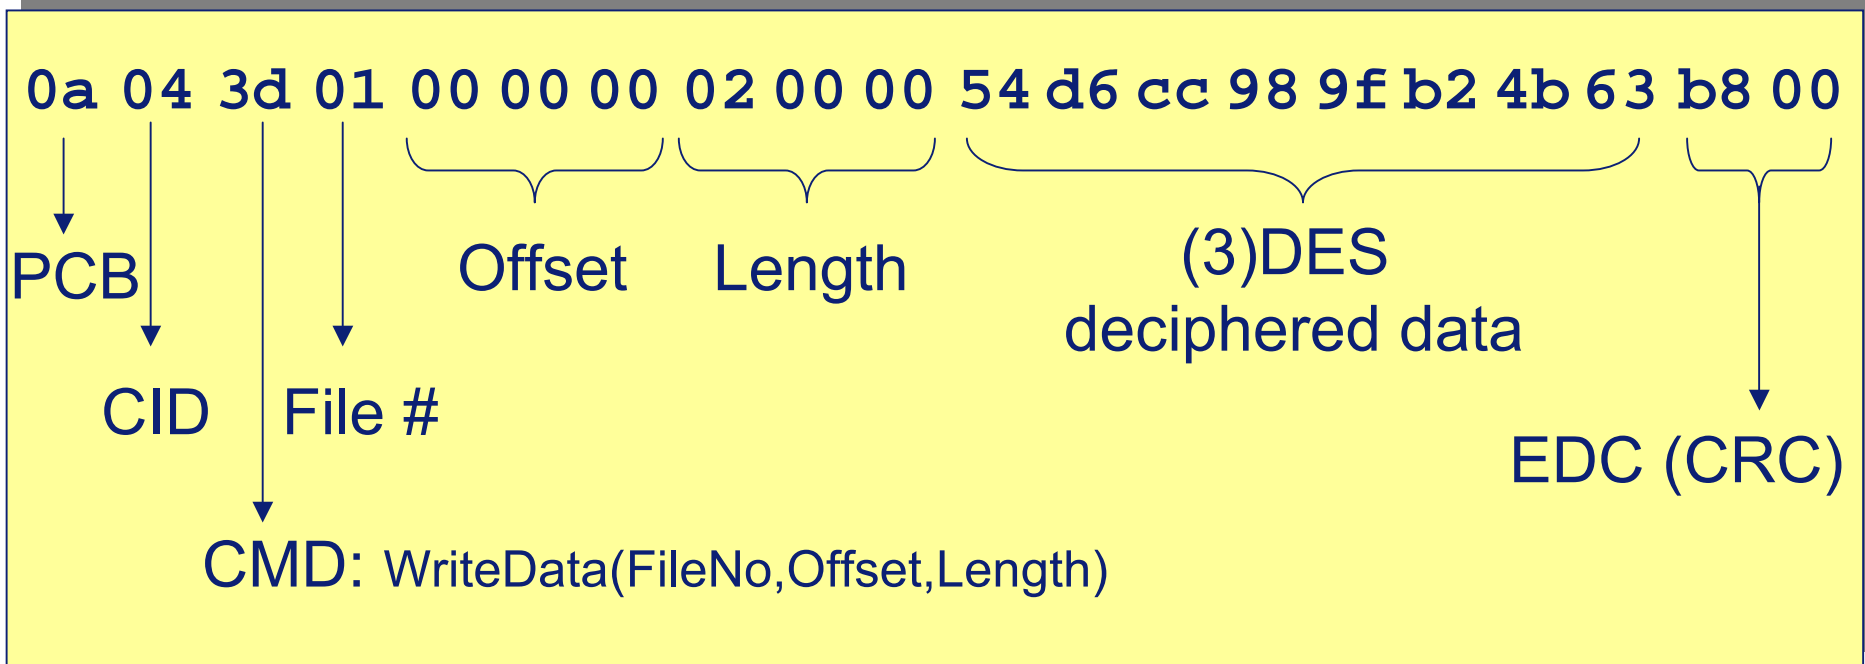 0a 04 3d 01 00 00 00 02 00 00 54 d6 cc 98 9f b2 4b 63 b8 00
PCB
Offset
Length
(3)DES
deciphered data
CID
File #
EDC (CRC)
CMD: WriteData(FileNo,Offset,Length)